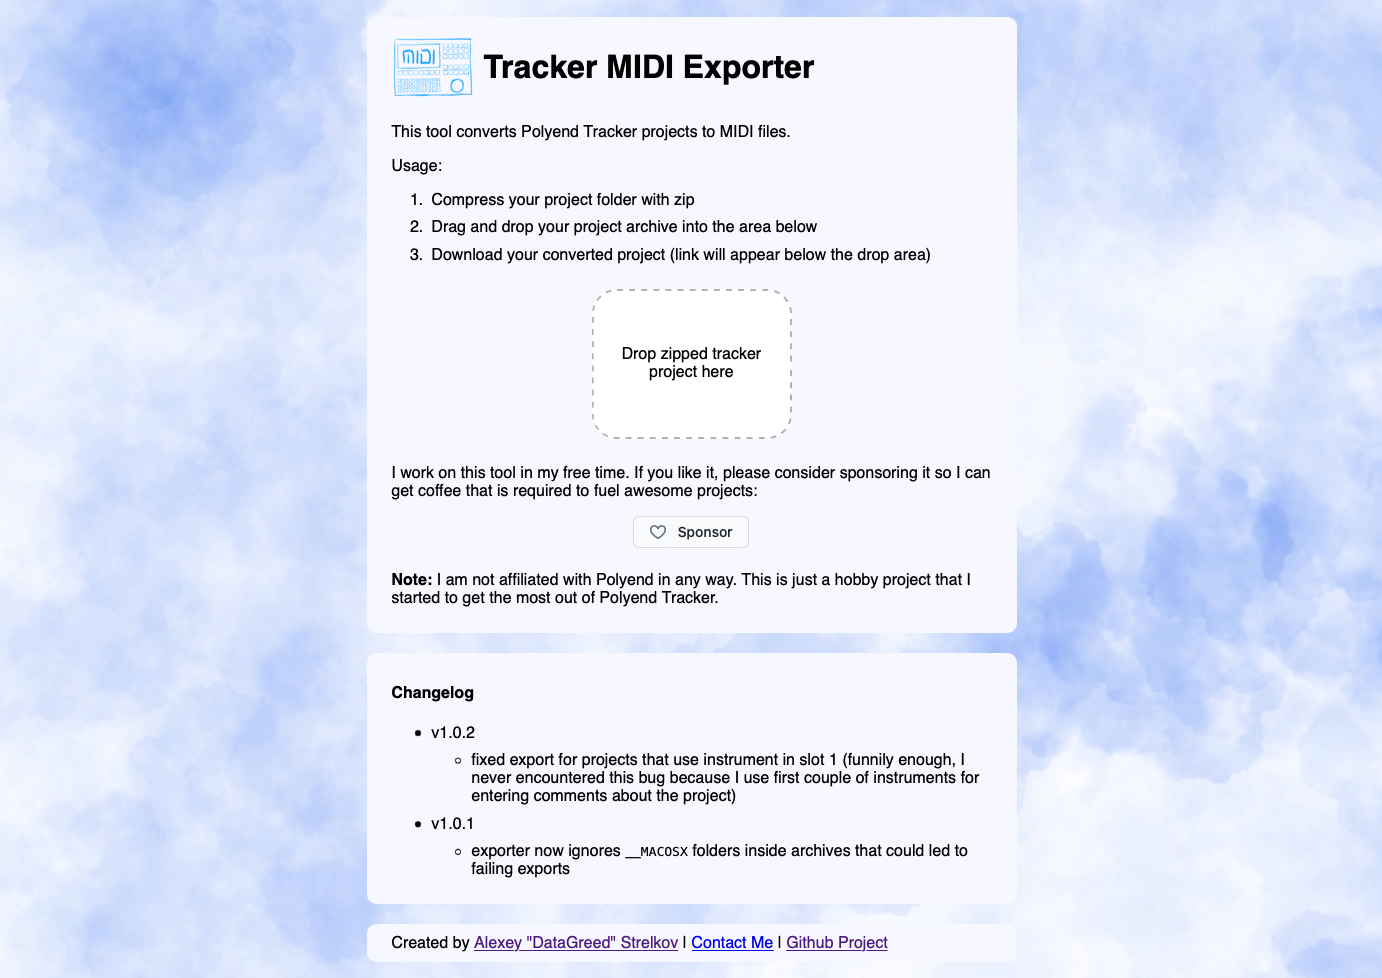 MIDI
Tracker MIDI Exporter
This tool converts Polyend Tracker projects to MIDI files.
Usage:
1. Compress your project folder with zip
2. Drag and drop your project archive into the area below
3. Download your converted project (link will appear below the drop area)
Drop zipped tracker
project here
I work on this tool in my free time. If you like it, please consider sponsoring it so I can
get coffee that is required to fuel awesome projects:
Sponsor
Note: I am not affiliated with Polyend in any way. This is just a hobby project that I
started to get the most out of Polyend Tracker.
Changelog
• v1.0.2
◦ fixed export for projects that use instrument in slot 1 (funnily enough, I
never encountered this bug because I use first couple of instruments for
entering comments about the project)
• v1.0.1
◦ exporter now ignores __MACOSX folders inside archives that could led to
failing exports
Created by Alexey "DataGreed" Strelkov | Contact Me | Github Project